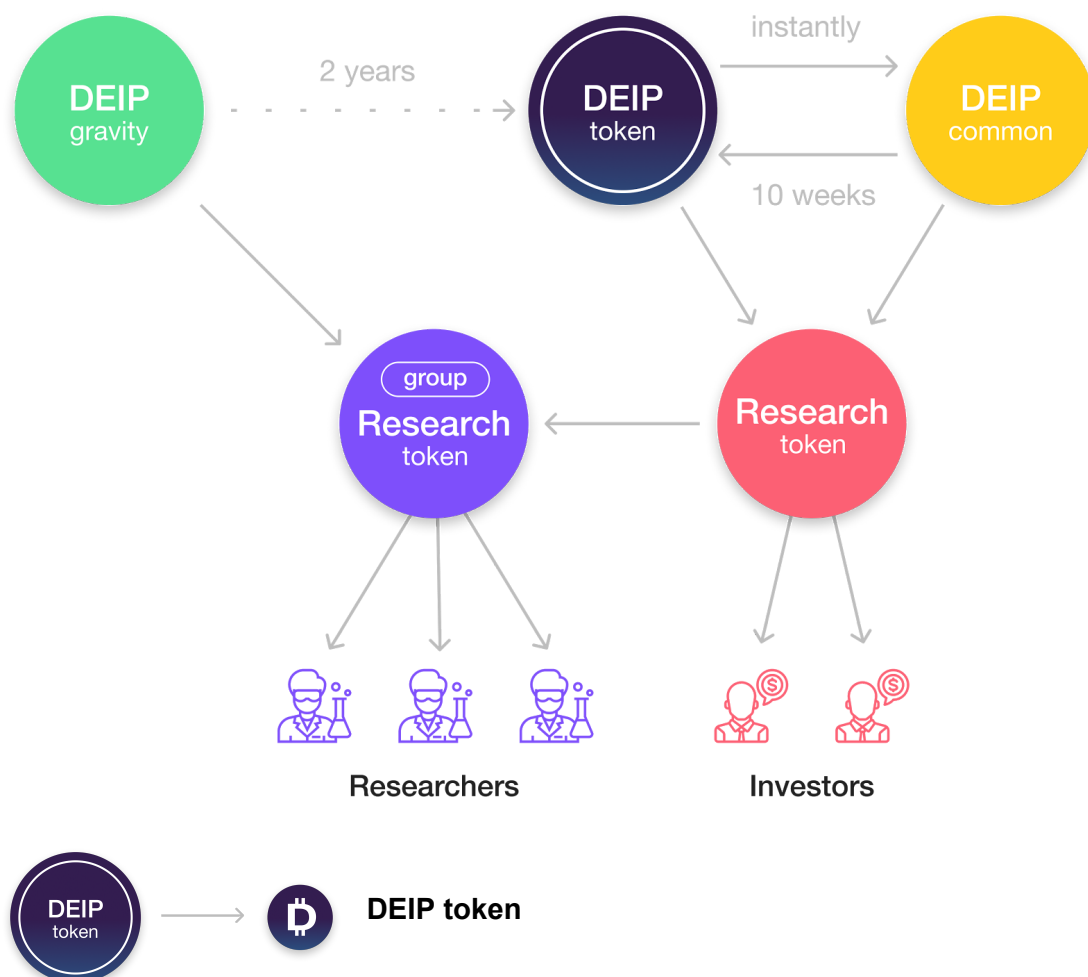 instantly
2 years
DEIP
gravity
DEIP
token
DEIP
common
10 weeks
group
Research
token
Research
token
Researchers
Investors
DEIP
token
DEIP token